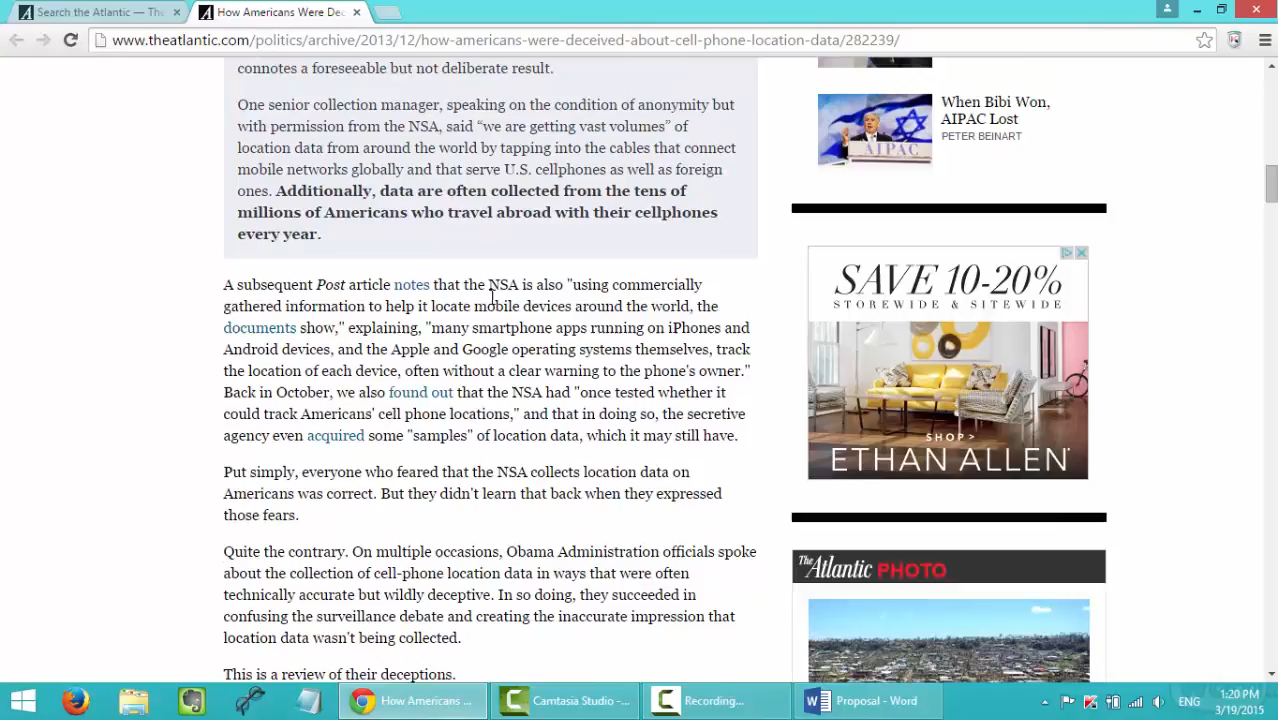 Search the Atlantic — The
How Americans Were Dec
www.theatlantic.com/politics/archive/2013/12/how-americans-were-deceived-about-cell-phone-location-data/282239/
connotes a foreseeable but not deliberate result.
One senior collection manager, speaking on the condition of anonymity but
with permission from the NSA, said “we are getting vast volumes” of
location data from around the world by tapping into the cables that connect
mobile networks globally and that serve U.S. cellphones as well as foreign
ones. Additionally, data are often collected from the tens of
millions of Americans who travel abroad with their cellphones
every year.
A subsequent Post article notes that the NSA is also "using commercially
gathered information to help it locate mobile devices around the world, the
documents show," explaining, "many smartphone apps running on iPhones and
Android devices, and the Apple and Google operating systems themselves, track
the location of each device, often without a clear warning to the phone's owner."
Back in October, we also found out that the NSA had "once tested whether it
could track Americans' cell phone locations," and that in doing so, the secretive
agency even acquired some "samples" of location data, which it may still have.
Put simply, everyone who feared that the NSA collects location data on
Americans was correct. But they didn't learn that back when they expressed
those fears.
Quite the contrary. On multiple occasions, Obama Administration officials spoke
about the collection of cell-phone location data in ways that were often
technically accurate but wildly deceptive. In so doing, they succeeded in
confusing the surveillance debate and creating the inaccurate impression that
location data wasn't being collected.
This is a review of their deceptions.
When Bibi Won,
AIPAC Lost
PETER BEINART
AIPAC
SAVE 10-20%
STOREWIDE & SITEWIDE
SHOP >
ETHAN ALLEN
The Atlantic PHOTO
How Americans ...
Camtasia Studio -...
Recording...
Proposal - Word
ENG
1:20 PM
3/19/2015